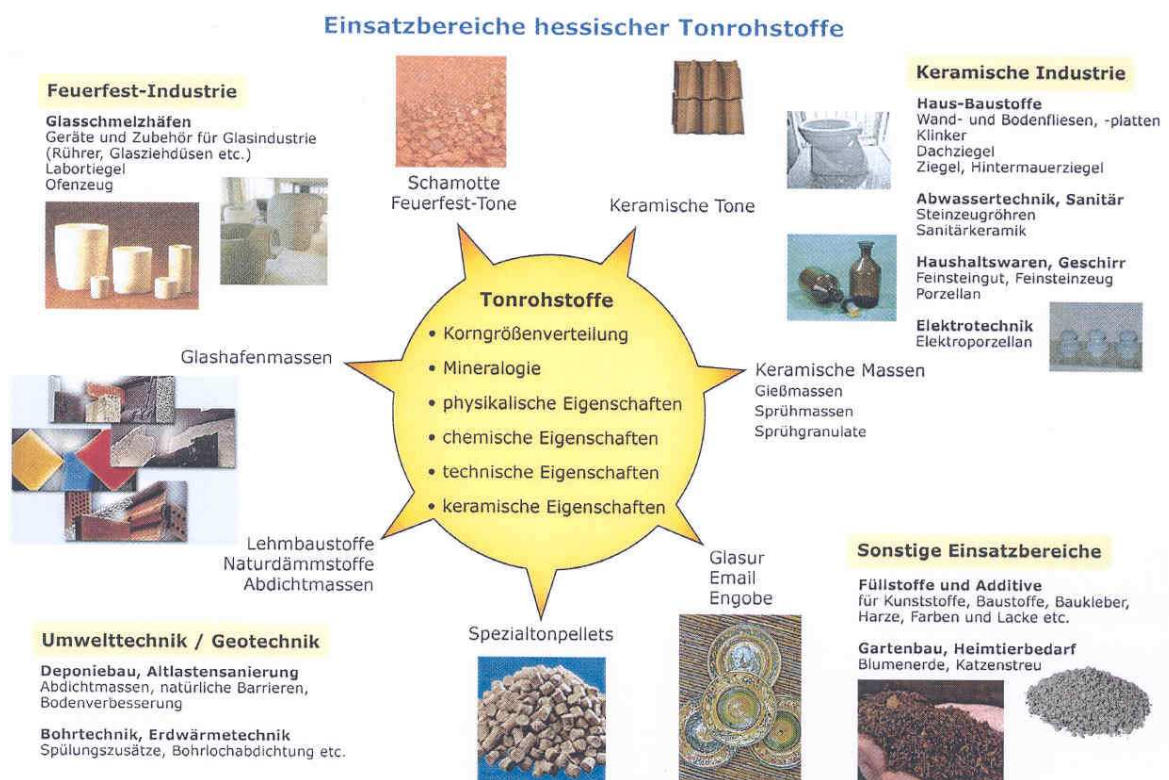 Einsatzbereiche hessischer Tonrohstoffe
Feuerfest-Industrie
Glasschmelzhäfen
Geräte und Zubehör für Glasindustrie
(Rührer, Glasziehdüsen etc.)
Labortiegel
Ofenzeug
Schamotte
Feuerfest-Tone
Keramische Tone
Keramische Industrie
Haus-Baustoffe
Wand- und Bodenfliesen, -platten
Klinker
Dachziegel
Ziegel, Hintermauerziegel
Abwassertechnik, Sanitär
Steinzeugröhren
Sanitärkeramik
Haushaltswaren, Geschirr
Feinsteingut, Feinsteinzeug
Porzellan
Elektrotechnik
Elektroporzellan
Glashafenmassen
Tonrohstoffe
• Korngrößenverteilung
• Mineralogie
• physikalische Eigenschaften
• chemische Eigenschaften
• technische Eigenschaften
• keramische Eigenschaften
Keramische Massen
Gießmassen
Sprühmassen
Sprühgranulate
Lehmbaustoffe
Naturdämmstoffe
Abdichtmassen
Spezialtonpellets
Glasur
Email
Engobe
Umwelttechnik / Geotechnik
Deponiebau, Altlastensanierung
Abdichtmassen, natürliche Barrieren,
Bodenverbesserung
Bohrtechnik, Erdwärmetechnik
Spülungszusätze, Bohrlochabdichtung etc.
Sonstige Einsatzbereiche
Füllstoffe und Additive
für Kunststoffe, Baustoffe, Baukleber,
Harze, Farben und Lacke etc.
Gartenbau, Heimtierbedarf
Blumenerde, Katzenstreu